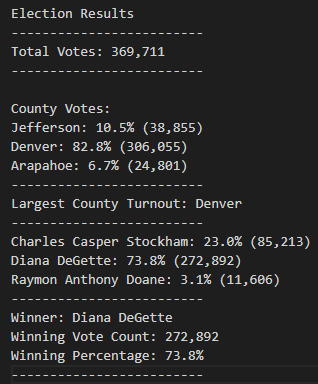 Election Results
-------------------------
Total Votes: 369,711
-------------------------

County Votes:
Jefferson: 10.5% (38,855)
Denver: 82.8% (306,055)
Arapahoe: 6.7% (24,801)
-------------------------
Largest County Turnout: Denver
-------------------------
Charles Casper Stockham: 23.0% (85,213)
Diana DeGette: 73.8% (272,892)
Raymon Anthony Doane: 3.1% (11,606)
-------------------------
Winner: Diana DeGette
Winning Vote Count: 272,892
Winning Percentage: 73.8%
-------------------------